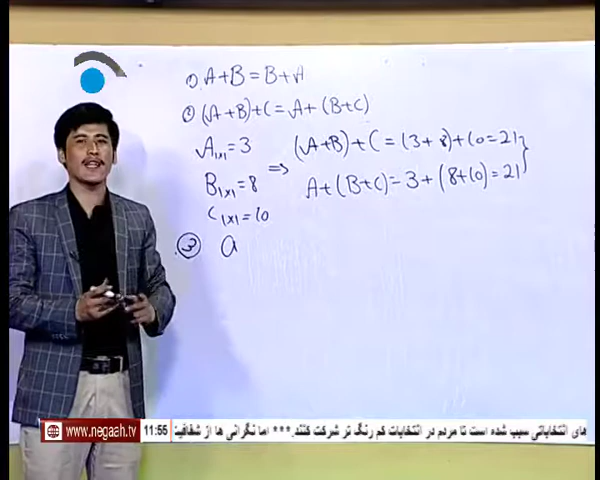 ① A+B=B+A
② (A+B)+C=A+(B+C)
A₁ₓ₁=3 (A+B)+C=(3+8)+10=21
B₁ₓ₁=8 ⇒ A+(B+C)=3+(8+10)=21
C₁ₓ₁=10
③ a
www.negaah.tv 11:55 های انتخاباتی سبب شده است تا مردم در انتخابات کم رنگ تر شرکت کنند.*** اما نگرانی ها از شفافیت